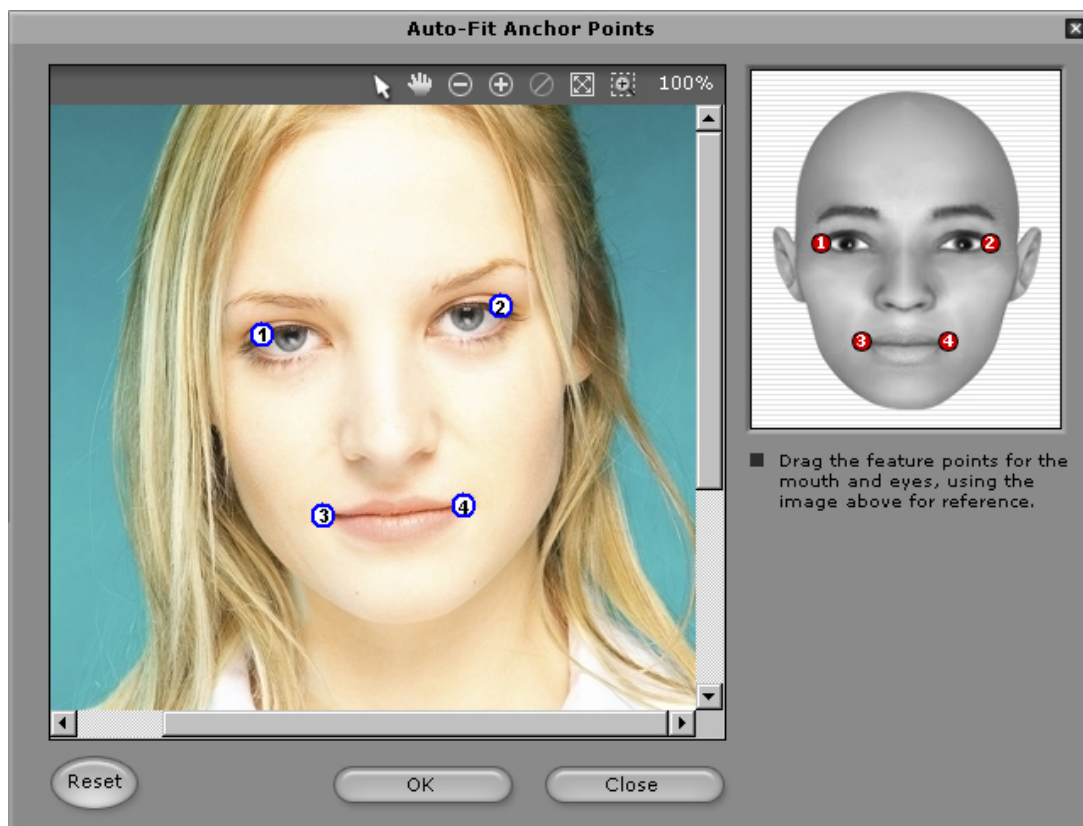 Auto-Fit Anchor Points
100%
1
2
3
4
1
2
3
4
Drag the feature points for the
mouth and eyes, using the
image above for reference.
Reset
OK
Close